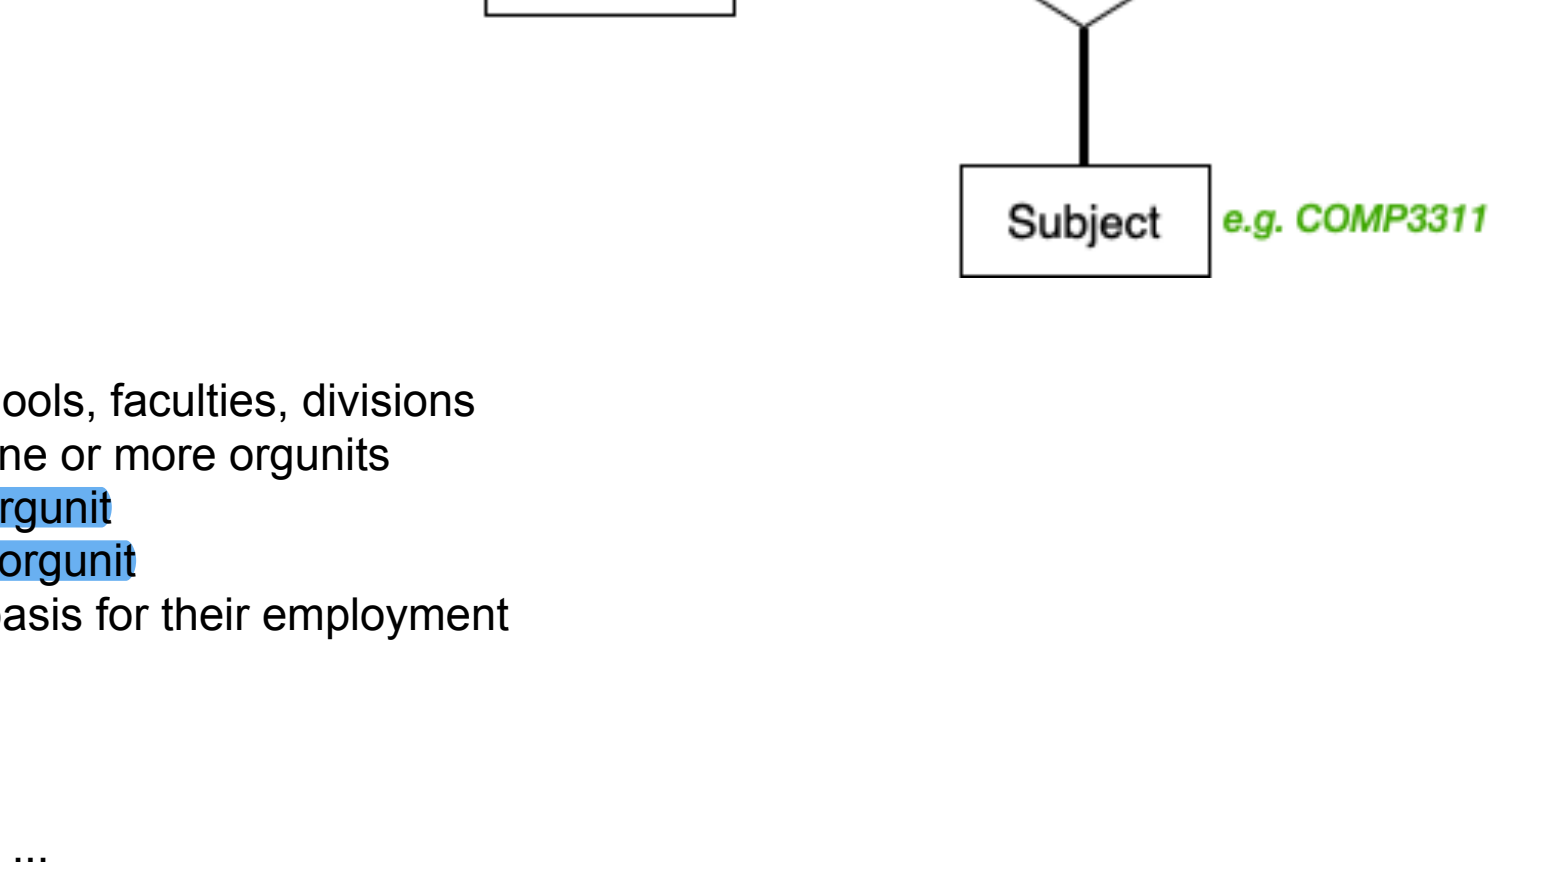 Subject
e.g. COMP3311
ools, faculties, divisions
ne or more orgunits
rgunit
orgunit
asis for their employment
...